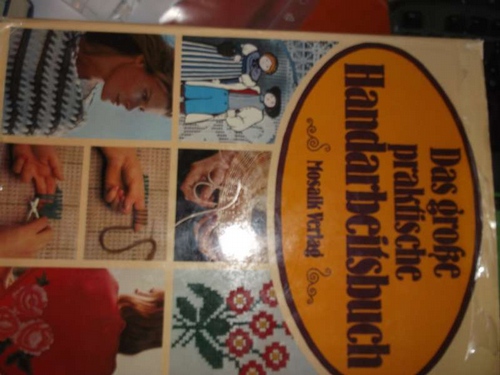 Das große
praktische
Handarbeitsbuch
Mosaik Verlag